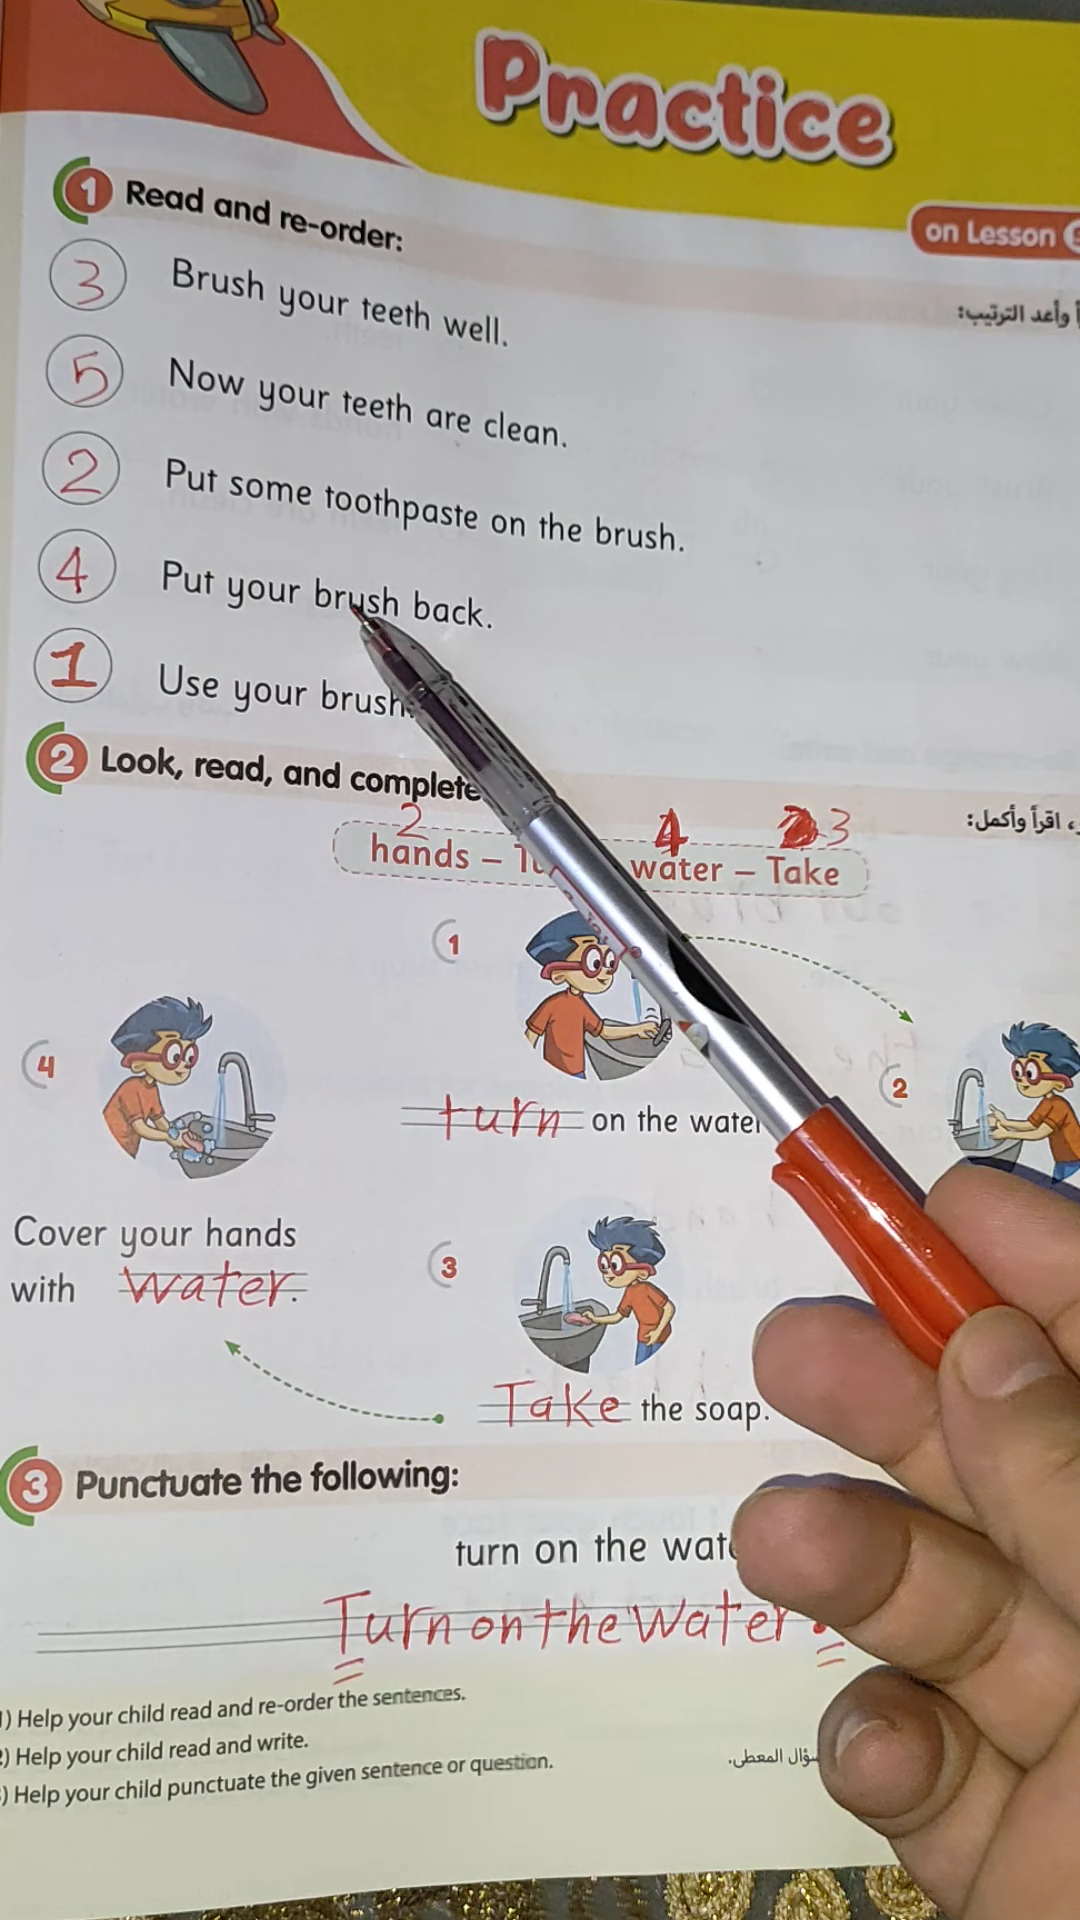 Practice
on Lesson
1 Read and re-order:
وأعد الترتيب:
3 Brush your teeth well.
5 Now your teeth are clean.
2 Put some toothpaste on the brush.
4 Put your brush back.
1 Use your brush.
2 Look, read, and complete
اقرأ وأكمل:
2 4 3
hands – water – Take
1
4
2
turn on the water
Cover your hands
with water.
3
Take the soap.
3 Punctuate the following:
turn on the
Turn on the Water.
) Help your child read and re-order the sentences.
) Help your child read and write.
) Help your child punctuate the given sentence or question.
المعطى.